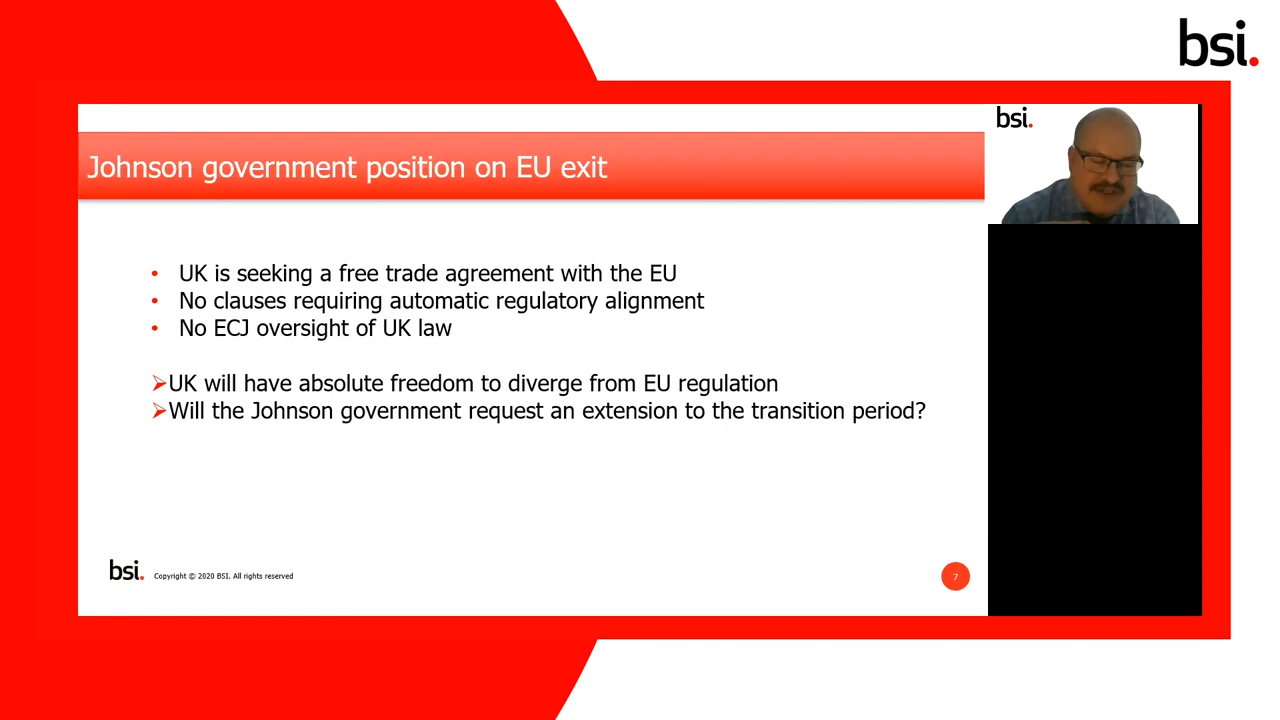 bsi.
bsi.
Johnson government position on EU exit
• UK is seeking a free trade agreement with the EU
• No clauses requiring automatic regulatory alignment
• No ECJ oversight of UK law
➢UK will have absolute freedom to diverge from EU regulation
➢Will the Johnson government request an extension to the transition period?
bsi. Copyright © 2020 BSI. All rights reserved
7